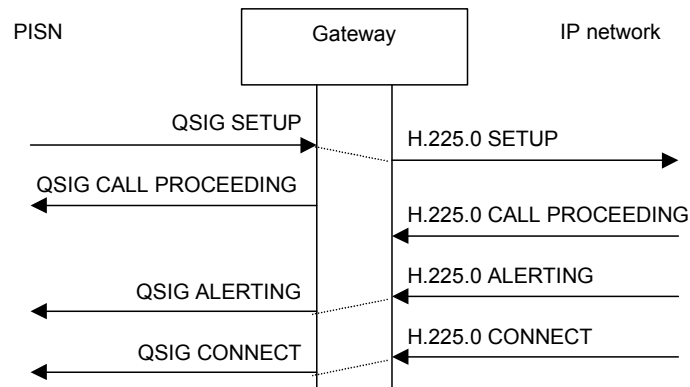 PISN
Gateway
IP network
QSIG SETUP
H.225.0 SETUP
QSIG CALL PROCEEDING
H.225.0 CALL PROCEEDING
H.225.0 ALERTING
QSIG ALERTING
H.225.0 CONNECT
QSIG CONNECT